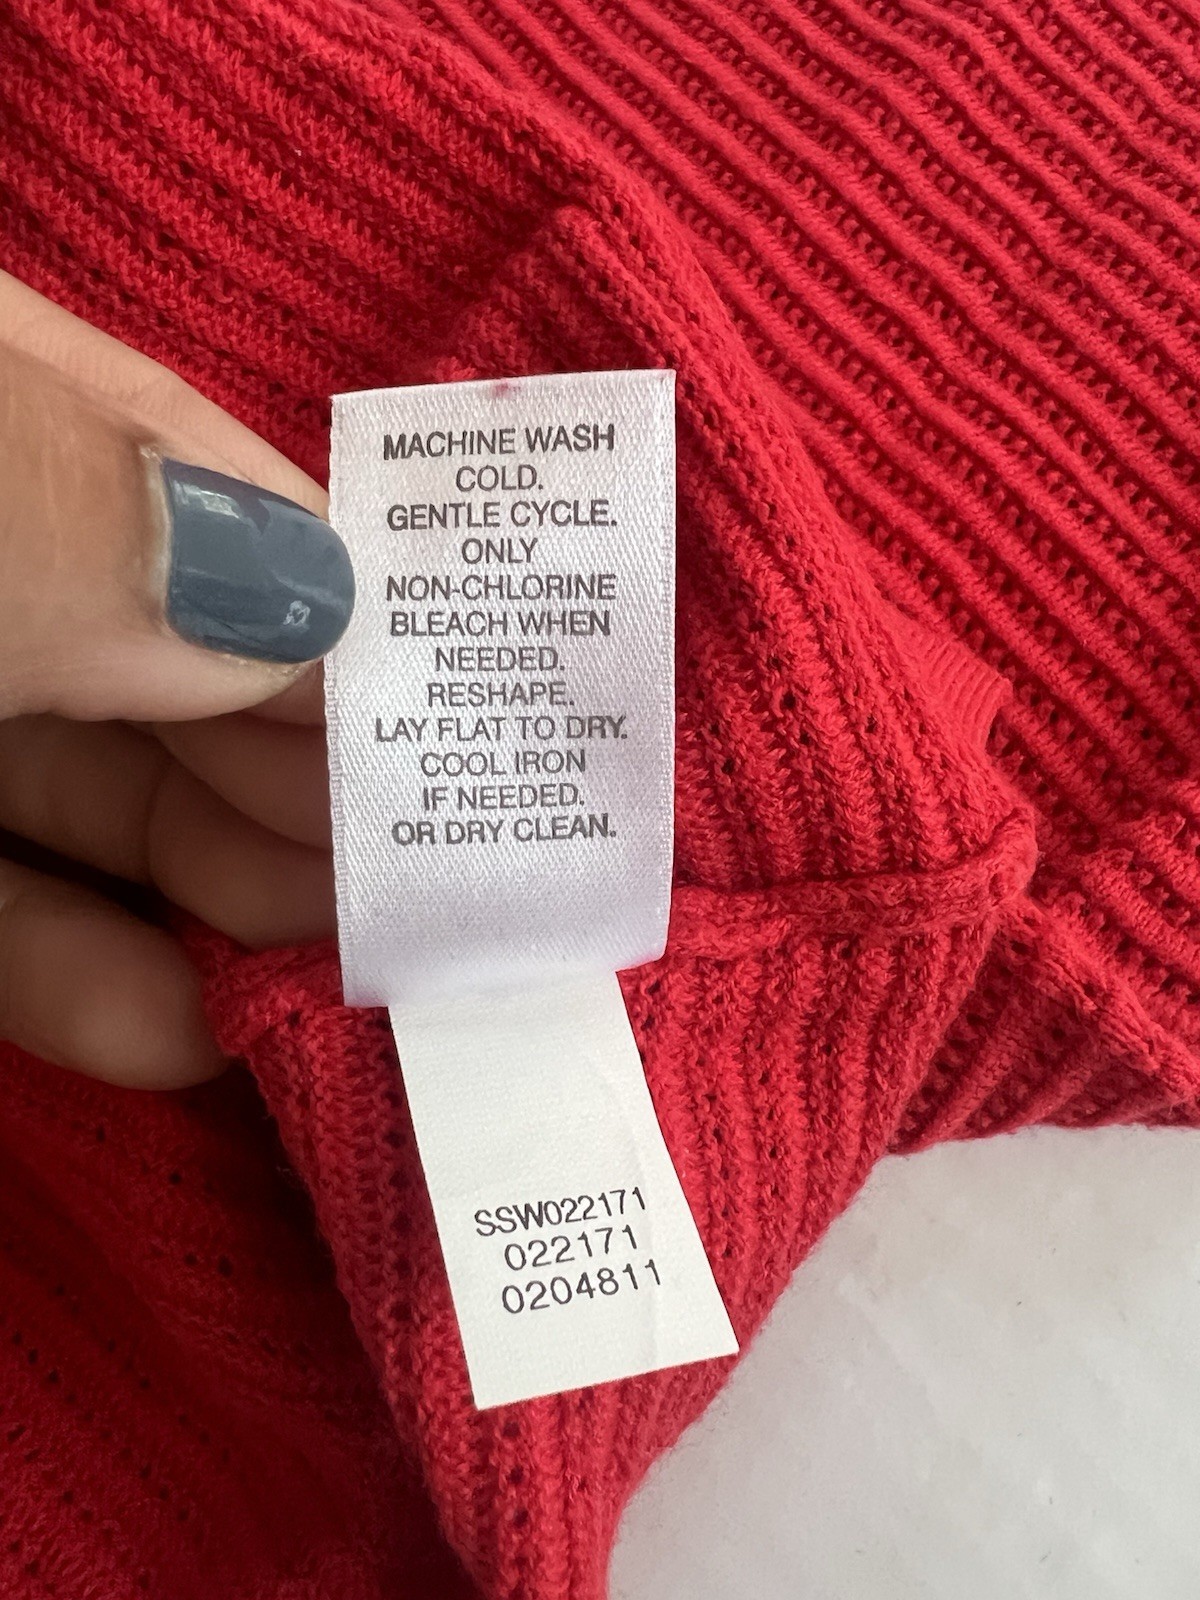 MACHINE WASH
COLD.
GENTLE CYCLE.
ONLY
NON-CHLORINE
BLEACH WHEN
NEEDED.
RESHAPE.
LAY FLAT TO DRY.
COOL IRON
IF NEEDED.
OR DRY CLEAN.
SSW022171
022171
0204811